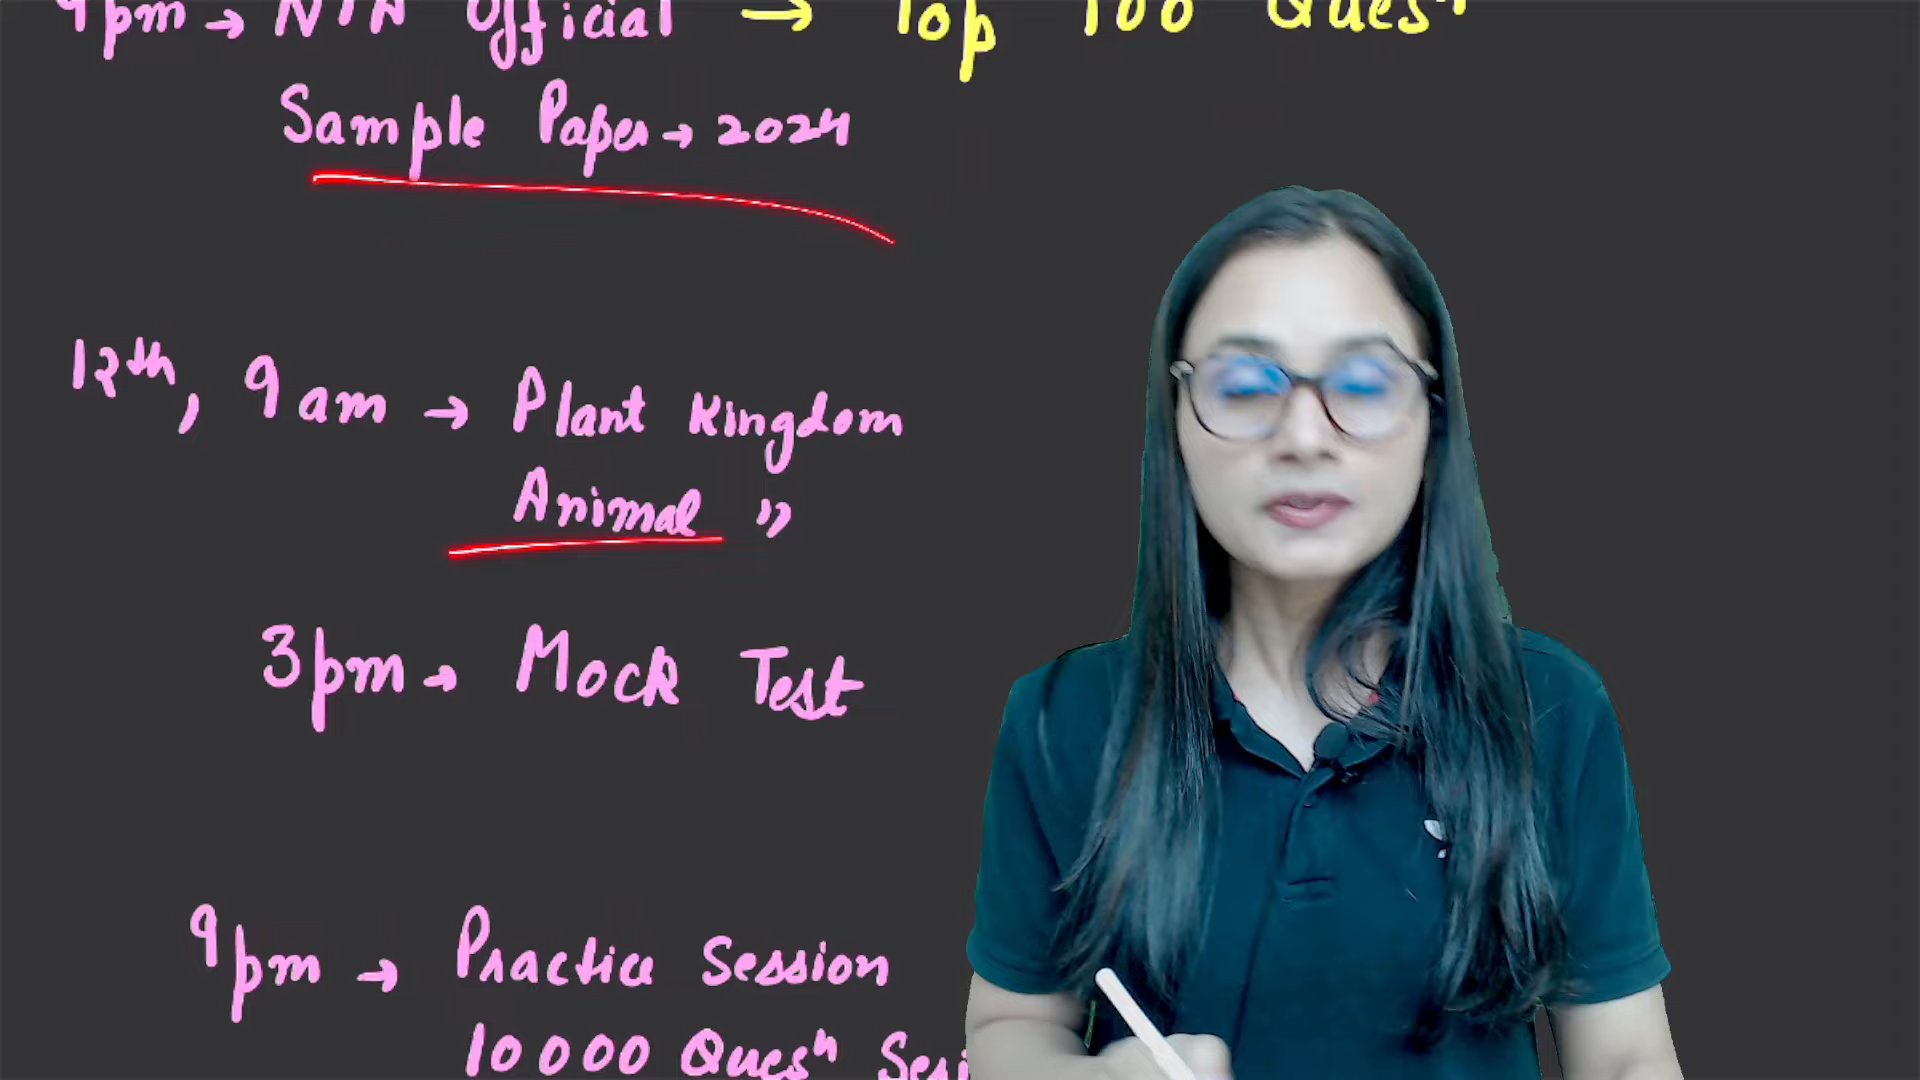 9pm → NTA Official → Top 100 Quesn
Sample Paper → 2024
12th, 9am → Plant Kingdom
Animal "
3pm → Mock Test
9pm → Practice Session
10000 Quesn